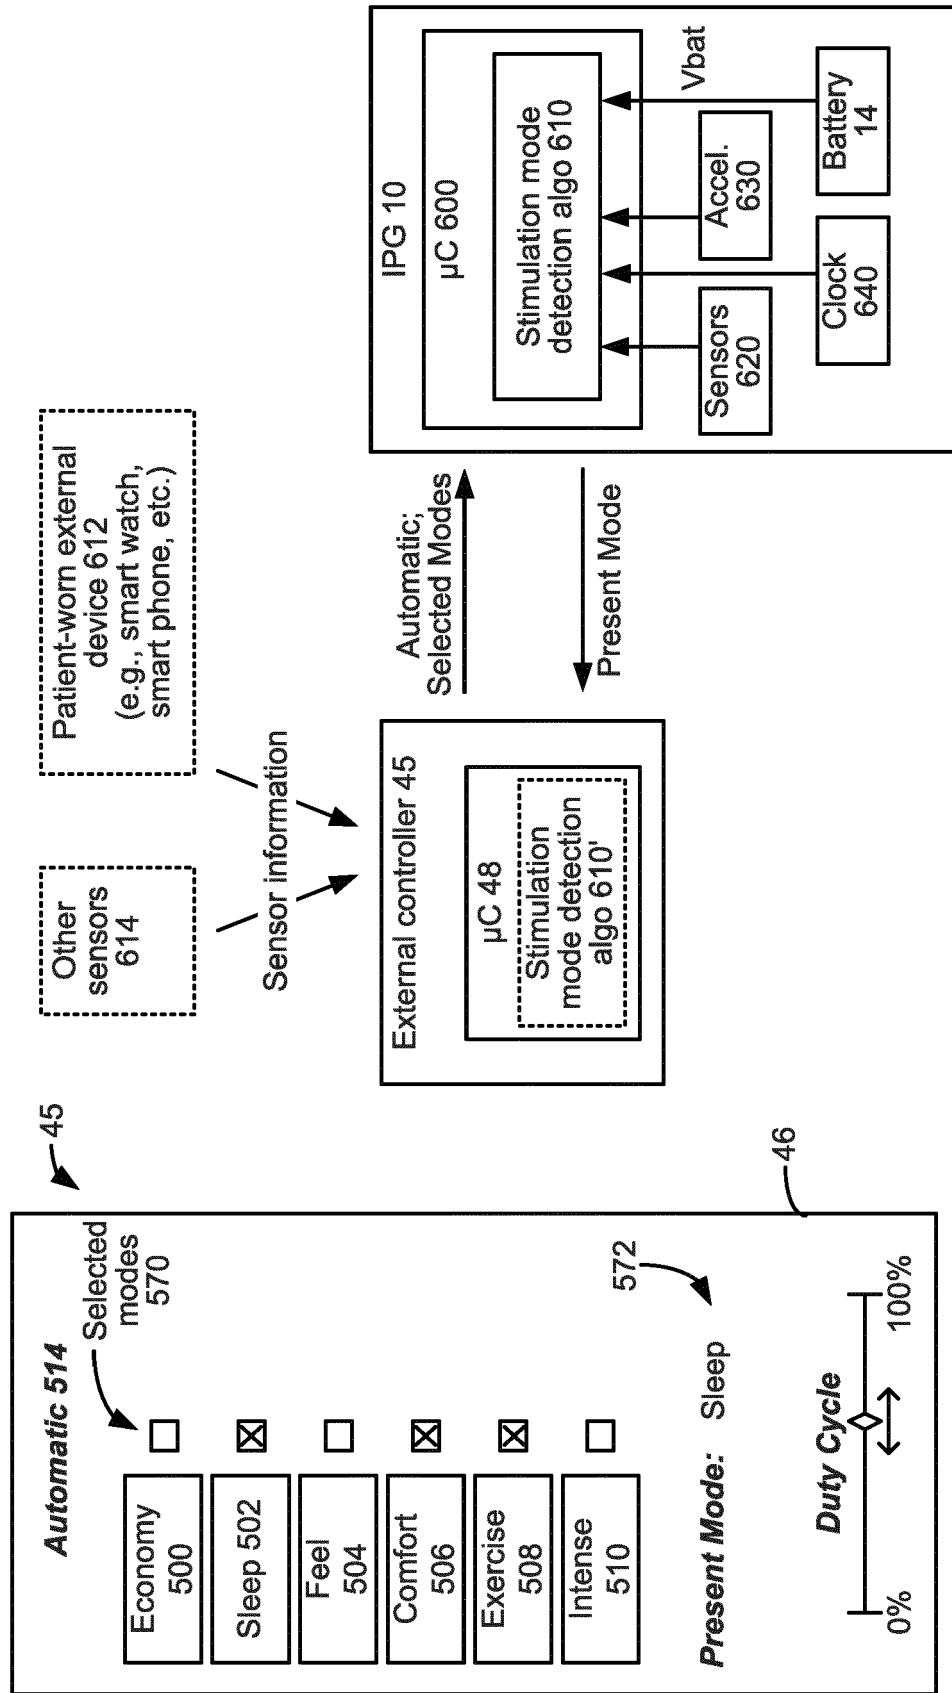 Automatic 514
Selected
modes
570
45
Economy
500
Sleep 502
Feel
504
Comfort
506
Exercise
508
Intense
510
Present Mode: Sleep
572
Duty Cycle
0%
100%
46
Other
sensors
614
Patient-worn external
device 612
(e.g., smart watch,
smart phone, etc.)
Sensor information
External controller 45
µC 48
Stimulation
mode detection
algo 610'
Automatic;
Selected Modes
Present Mode
IPG 10
µC 600
Stimulation mode
detection algo 610
Sensors
620
Clock
640
Accel.
630
Battery
14
Vbat